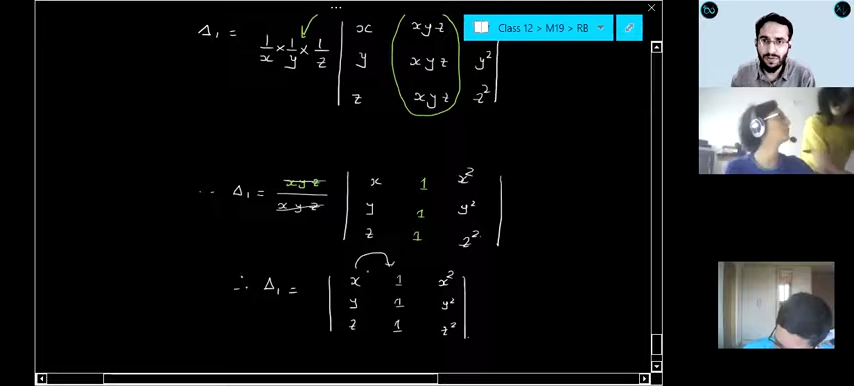 Class 12 > M19 > RB
Δ₁ = 1/x × 1/y × 1/z | x xyz
y xyz y²
z xyz z² |
∴ Δ₁ = xyz/xyz | x 1 x²
y 1 y²
z 1 z² |
∴ Δ₁ = | x 1 x²
y 1 y²
z 1 z² |